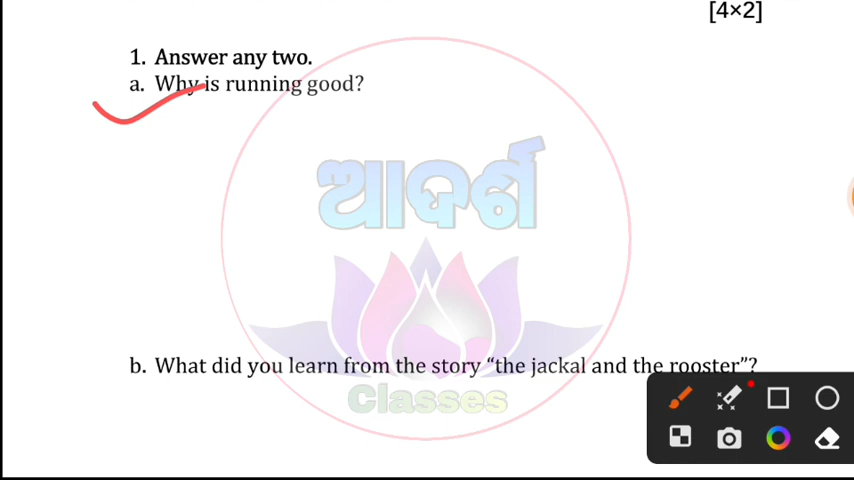 [4×2]
1. Answer any two.
a. Why is running good?
ଆଦର୍ଶ
b. What did you learn from the story “the jackal and the rooster”?
Classes